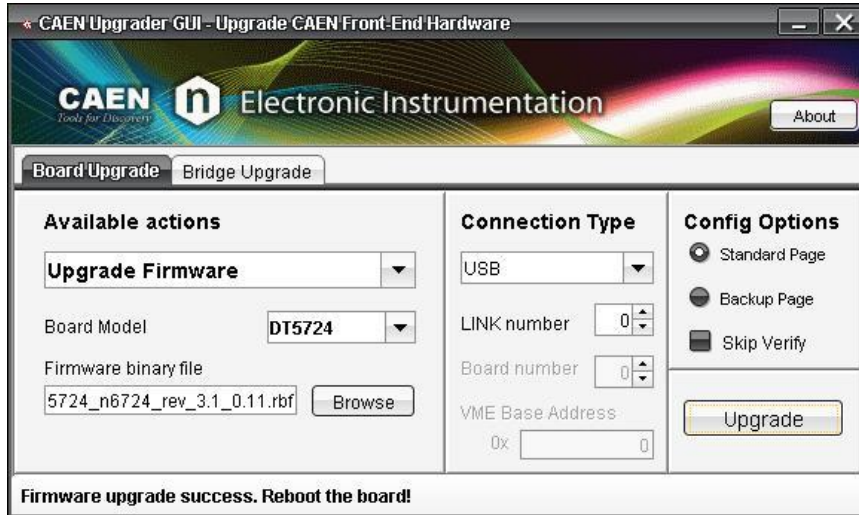 CAEN Upgrader GUI - Upgrade CAEN Front-End Hardware
CAEN n Electronic Instrumentation
Tools for Discovery
About
Board Upgrade Bridge Upgrade
Available actions
Upgrade Firmware
Board Model DT5724
Firmware binary file
5724_n6724_rev_3.1_0.11.rbf Browse
Connection Type
USB
LINK number 0
Board number 0
VME Base Address
0x 0
Config Options
Standard Page
Backup Page
Skip Verify
Upgrade
Firmware upgrade success. Reboot the board!